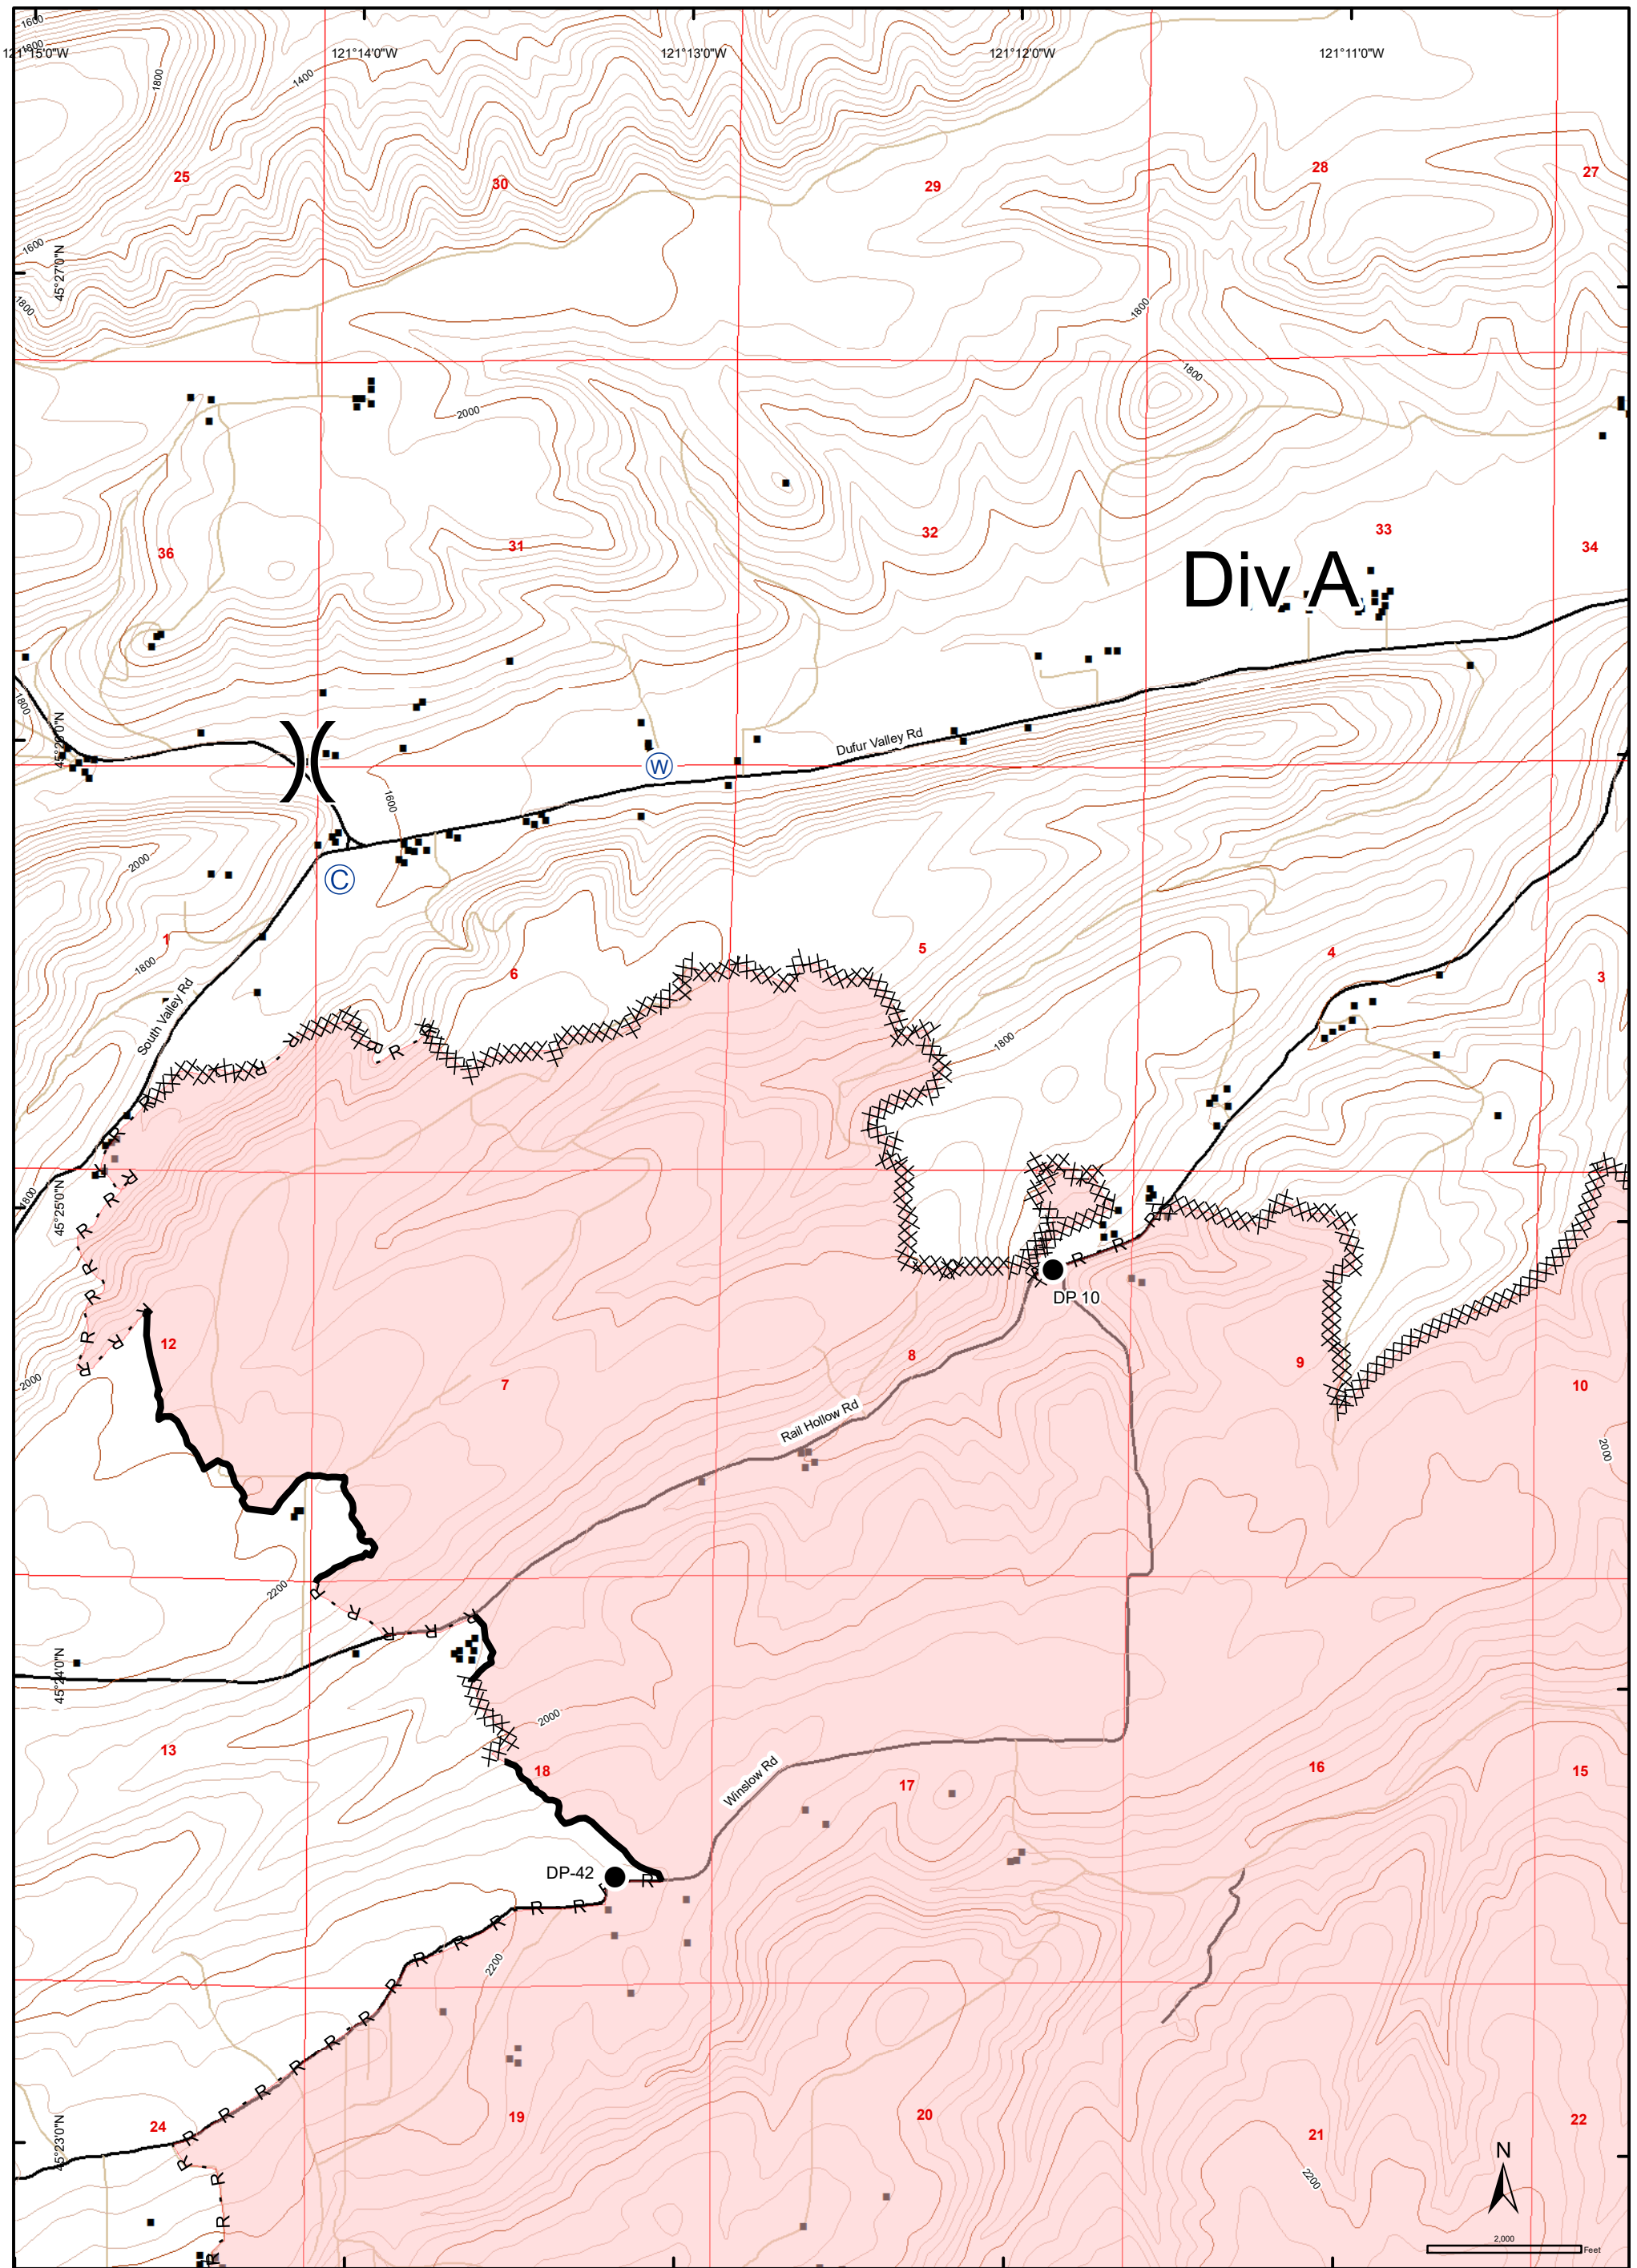 1600
1800
121°15'0"W
121°14'0"W
121°13'0"W
121°12'0"W
121°11'0"W
1800
1400
25
30
29
28
27
1600
45°27'0"N
1800
1800
1800
2000
36
31
32
33
34
Div A
1800
45°26'0"N
)(
W
Dufur Valley Rd
1600
2000
C
1
1800
6
5
4
3
South Valley Rd
1800
R
R
R
R
R
R
R
R
1800
45°25'0"N
R
R
R
R
R
R
R
R
R
R
R
R
DP 10
12
7
8
9
10
2000
Rail Hollow Rd
2000
2200
R
R
R
R
R
45°24'0"N
R
2000
13
18
17
16
15
Winslow Rd
DP-42
R
R
R
R
R
R
R
2200
R
R
R
R
R
R
24
19
20
21
22
R
R
R
R
R
45°23'0"N
2200
N
2,000
Feet